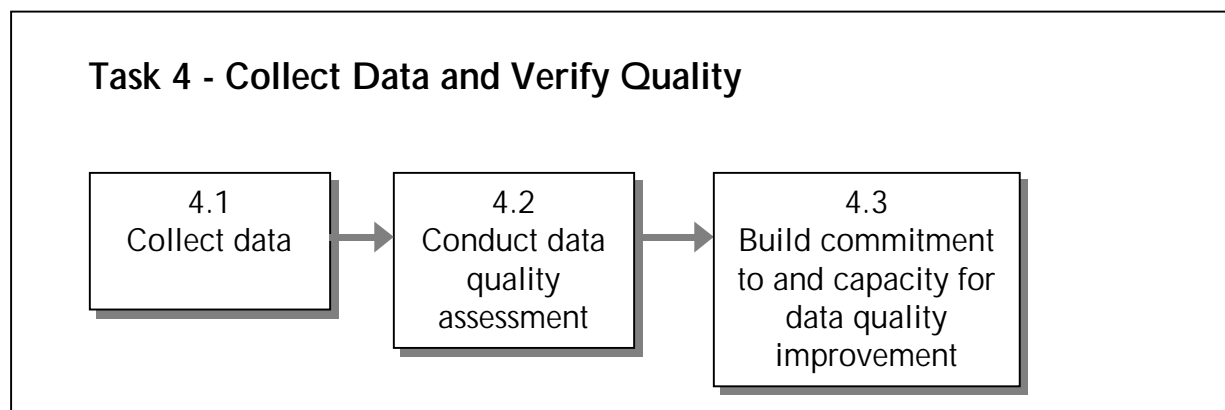 Task 4 - Collect Data and Verify Quality
4.1
Collect data
4.2
Conduct data
quality
assessment
4.3
Build commitment
to and capacity for
data quality
improvement